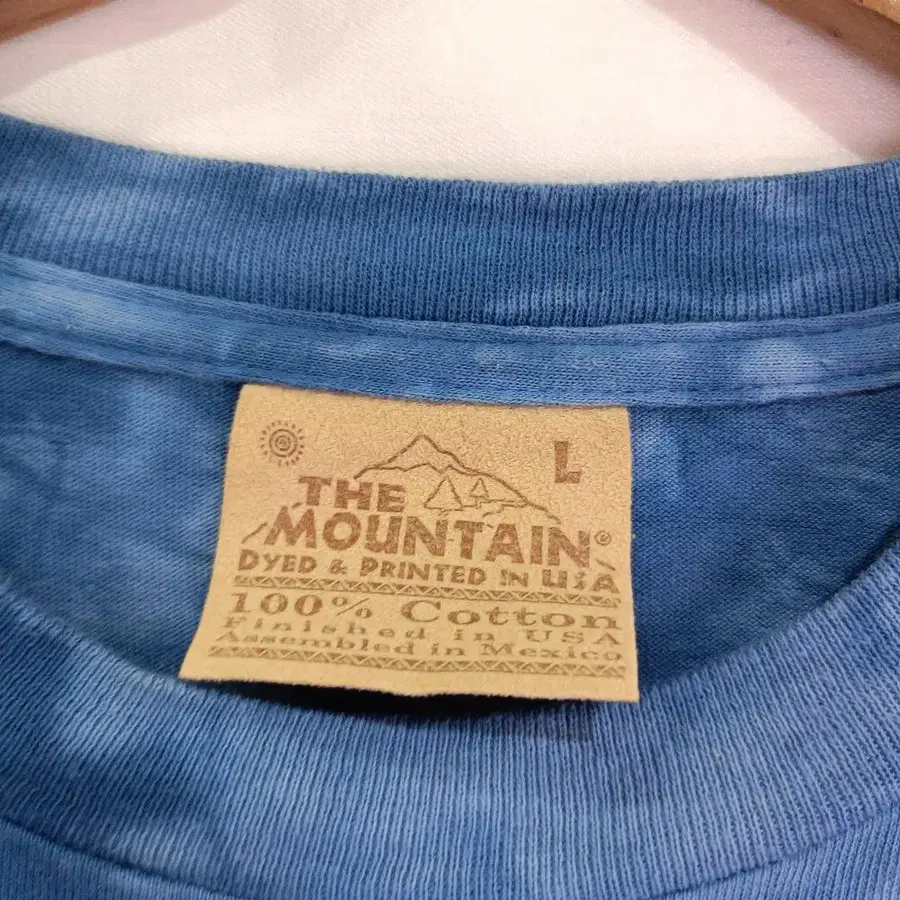 L
THE
MOUNTAIN®
DYED & PRINTED IN USA
100% Cotton
Finished in USA
Assembled in Mexico